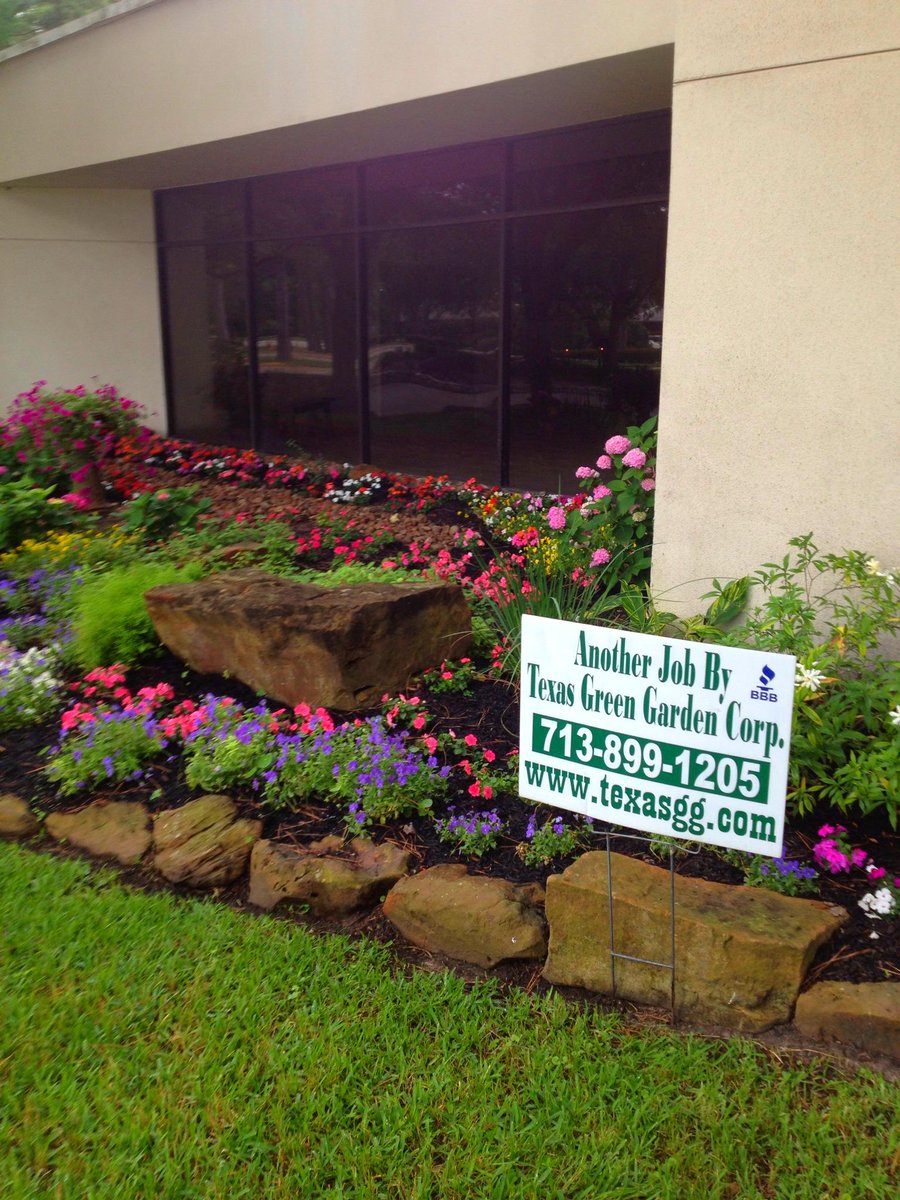 Another Job By
Texas Green Garden Corp.
BBB
713-899-1205
www.texasgg.com